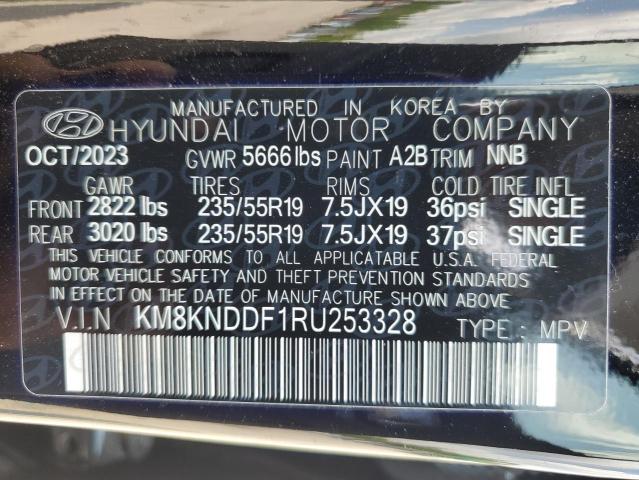 MANUFACTURED IN KOREA BY
HYUNDAI MOTOR COMPANY
OCT/2023 GVWR 5666 lbs PAINT A2B TRIM NNB
GAWR TIRES RIMS COLD TIRE INFL
FRONT 2822 lbs 235/55R19 7.5JX19 36psi SINGLE
REAR 3020 lbs 235/55R19 7.5JX19 37psi SINGLE
THIS VEHICLE CONFORMS TO ALL APPLICATABLE U.S.A. FEDERAL
MOTOR VEHICLE SAFETY AND THEFT PREVENTION STANDARDS
IN EFFECT ON THE DATE OF MANUFACTURE SHOWN ABOVE
V.I.N KM8KNDDF1RU253328 TYPE : MPV